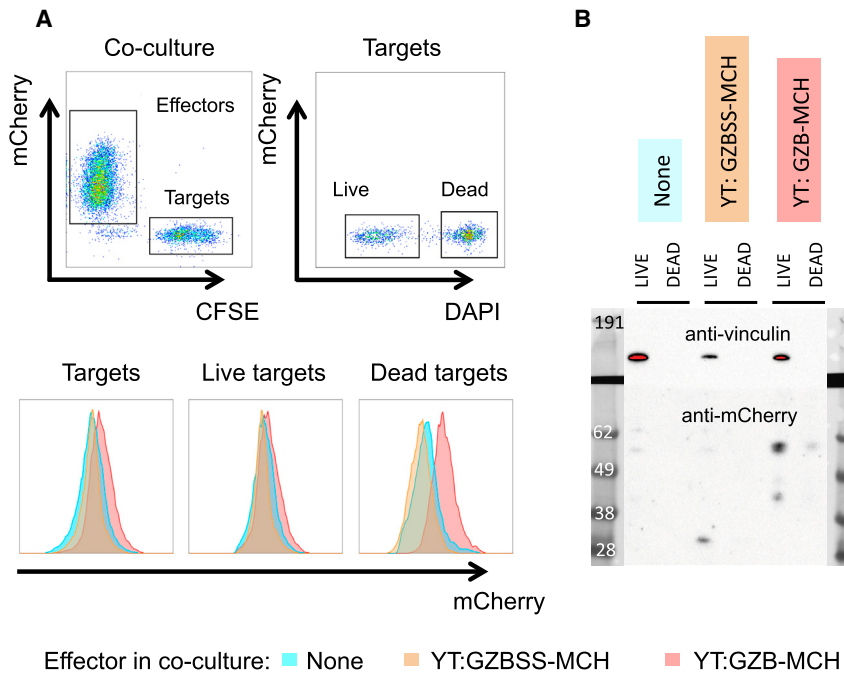 A
Co-culture
Targets
mCherry
Effectors
Targets
CFSE
mCherry
Live
Dead
DAPI
Targets
Live targets
Dead targets
mCherry
B
None
YT: GZBSS-MCH
YT: GZB-MCH
LIVE
DEAD
LIVE
DEAD
LIVE
DEAD
191
anti-vinculin
anti-mCherry
62
49
38
28
Effector in co-culture: None YT:GZBSS-MCH YT:GZB-MCH